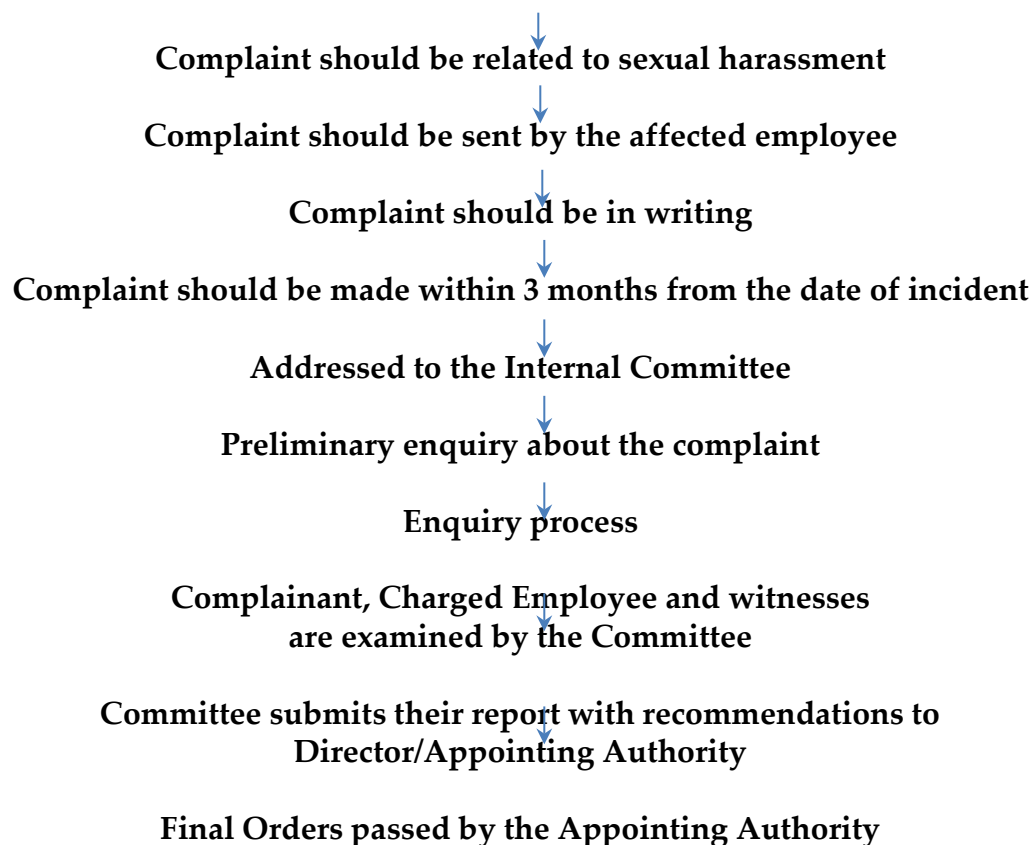 Complaint should be related to sexual harassment
Complaint should be sent by the affected employee
Complaint should be in writing
Complaint should be made within 3 months from the date of incident
Addressed to the Internal Committee
Preliminary enquiry about the complaint
Enquiry process
Complainant, Charged Employee and witnesses
are examined by the Committee
Committee submits their report with recommendations to
Director/Appointing Authority
Final Orders passed by the Appointing Authority